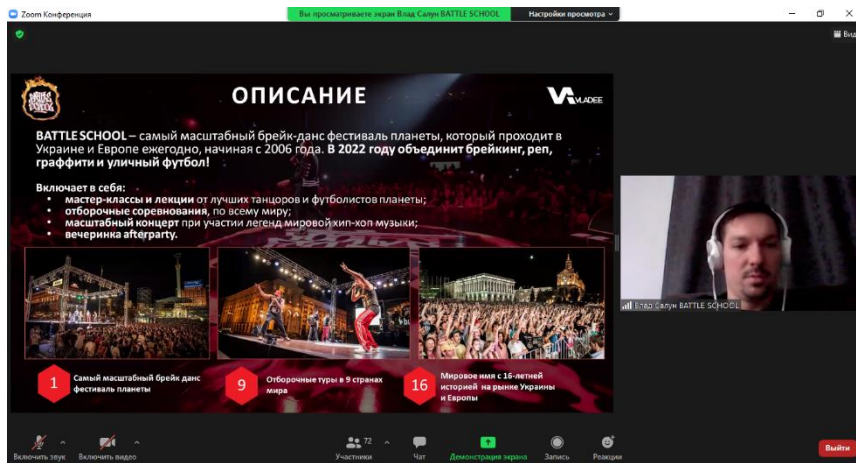 Zoom Конференция
Вы просматриваете экран Влад Салун BATTLE SCHOOL
Настройки просмотра
Вид
ОПИСАНИЕ
VLADEE
BATTLE SCHOOL – самый масштабный брейк-данс фестиваль планеты, который проходит в
Украине и Европе ежегодно, начиная с 2006 года. В 2022 году объединит брейкинг, реп,
граффити и уличный футбол!
Включает в себя:
• мастер-классы и лекции от лучших танцоров и футболистов планеты;
• отборочные соревнования, по всему миру;
• масштабный концерт при участии легенд мировой хип-хоп музыки;
• вечеринка afterparty.
1
Самый масштабный брейк данс
фестиваль планеты
9
Отборочные туры в 9 странах
мира
16
Мировое имя с 16-летней
историей на рынке Украины
и Европы
Влад Салун BATTLE SCHOOL
Включить звук
Включить видео
72
Участники
Чат
Демонстрация экрана
Запись
Реакции
Выйти